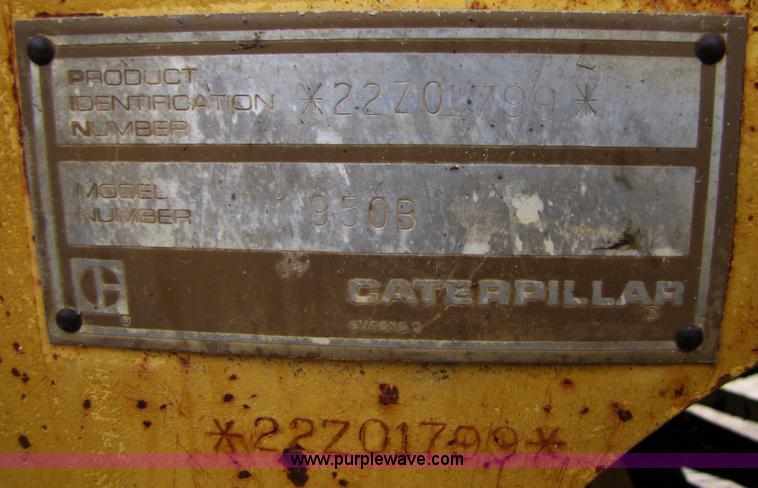 PRODUCT
IDENTIFICATION *22Z01799*
NUMBER
MODEL
NUMBER 950B
C
®
CATERPILLAR
*22Z01799*
www.purplewave.com